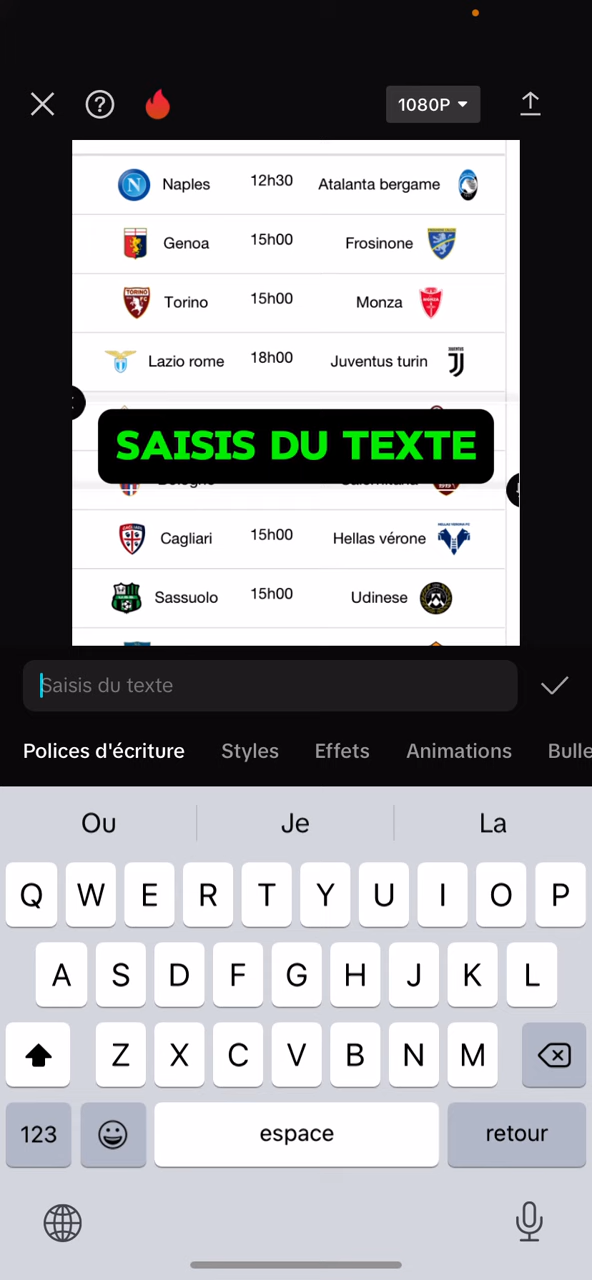 1080P
Naples 12h30 Atalanta bergame
Genoa 15h00 Frosinone
Torino 15h00 Monza
Lazio rome 18h00 Juventus turin
SAISIS DU TEXTE
Bologne Salernitana
Cagliari 15h00 Hellas vérone
Sassuolo 15h00 Udinese
Saisis du texte
Polices d'écriture Styles Effets Animations Bulle
Ou Je La
Q W E R T Y U I O P
A S D F G H J K L
Z X C V B N M
123 espace retour